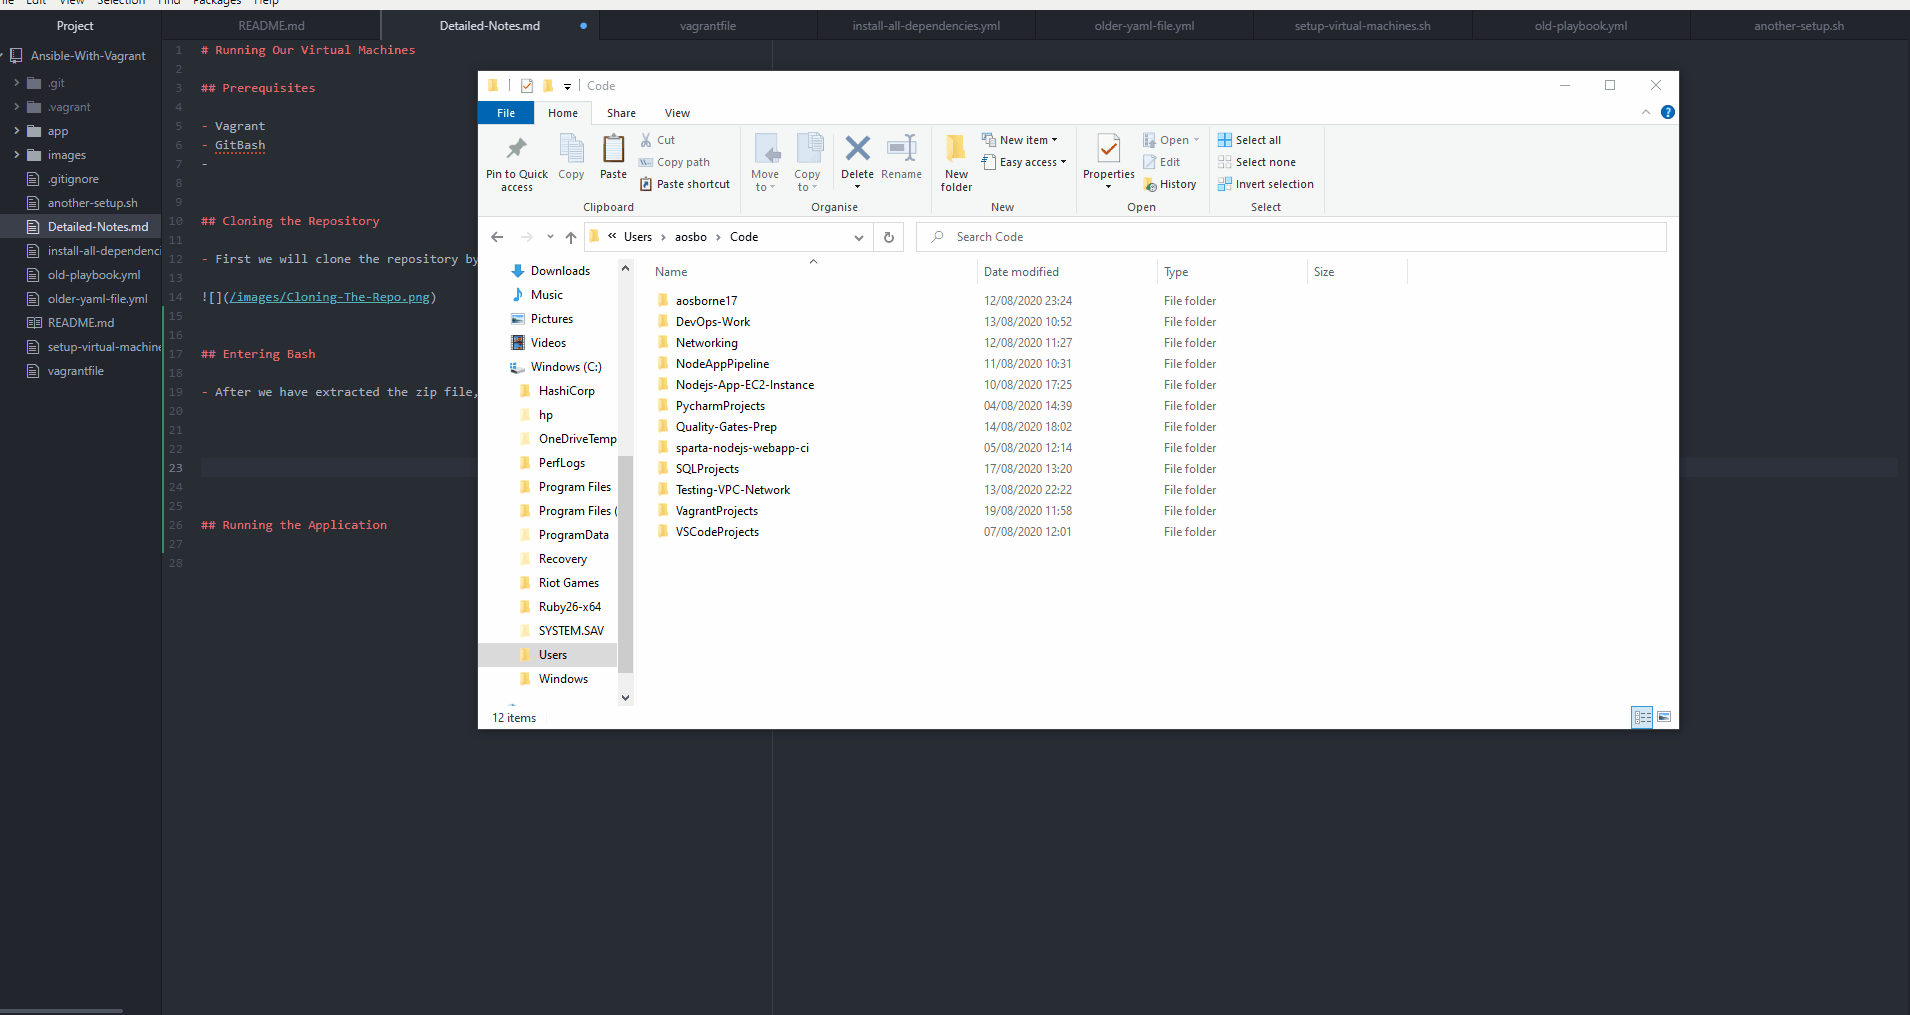 Edit View Selection Find Packages Help
Project
README.md
Detailed-Notes.md
vagrantfile
install-all-dependencies.yml
older-yaml-file.yml
setup-virtual-machines.sh
old-playbook.yml
another-setup.sh
Ansible-With-Vagrant
.git
.vagrant
app
images
.gitignore
another-setup.sh
Detailed-Notes.md
install-all-dependenci
old-playbook.yml
older-yaml-file.yml
README.md
setup-virtual-machine
vagrantfile
1 # Running Our Virtual Machines
2
3 ## Prerequisites
4
5 - Vagrant
6 - GitBash
7 -
8
9
10 ## Cloning the Repository
11
12 - First we will clone the repository by
13
14 ![](/images/Cloning-The-Repo.png)
15
16
17 ## Entering Bash
18
19 - After we have extracted the zip file,
20
21
22
23
24
25
26 ## Running the Application
27
28
Code
File Home Share View
Pin to Quick access
Copy
Paste
Cut
Copy path
Paste shortcut
Clipboard
Move to
Copy to
Delete
Rename
Organise
New folder
New item
Easy access
New
Properties
Open
Edit
History
Open
Select all
Select none
Invert selection
Select
« Users > aosbo > Code
Search Code
Downloads
Music
Pictures
Videos
Windows (C:)
HashiCorp
hp
OneDriveTemp
PerfLogs
Program Files
Program Files (
ProgramData
Recovery
Riot Games
Ruby26-x64
SYSTEM.SAV
Users
Windows
Name Date modified Type Size
aosborne17 12/08/2020 23:24 File folder
DevOps-Work 13/08/2020 10:52 File folder
Networking 12/08/2020 11:27 File folder
NodeAppPipeline 11/08/2020 10:31 File folder
Nodejs-App-EC2-Instance 10/08/2020 17:25 File folder
PycharmProjects 04/08/2020 14:39 File folder
Quality-Gates-Prep 14/08/2020 18:02 File folder
sparta-nodejs-webapp-ci 05/08/2020 12:14 File folder
SQLProjects 17/08/2020 13:20 File folder
Testing-VPC-Network 13/08/2020 22:22 File folder
VagrantProjects 19/08/2020 11:58 File folder
VSCodeProjects 07/08/2020 12:01 File folder
12 items